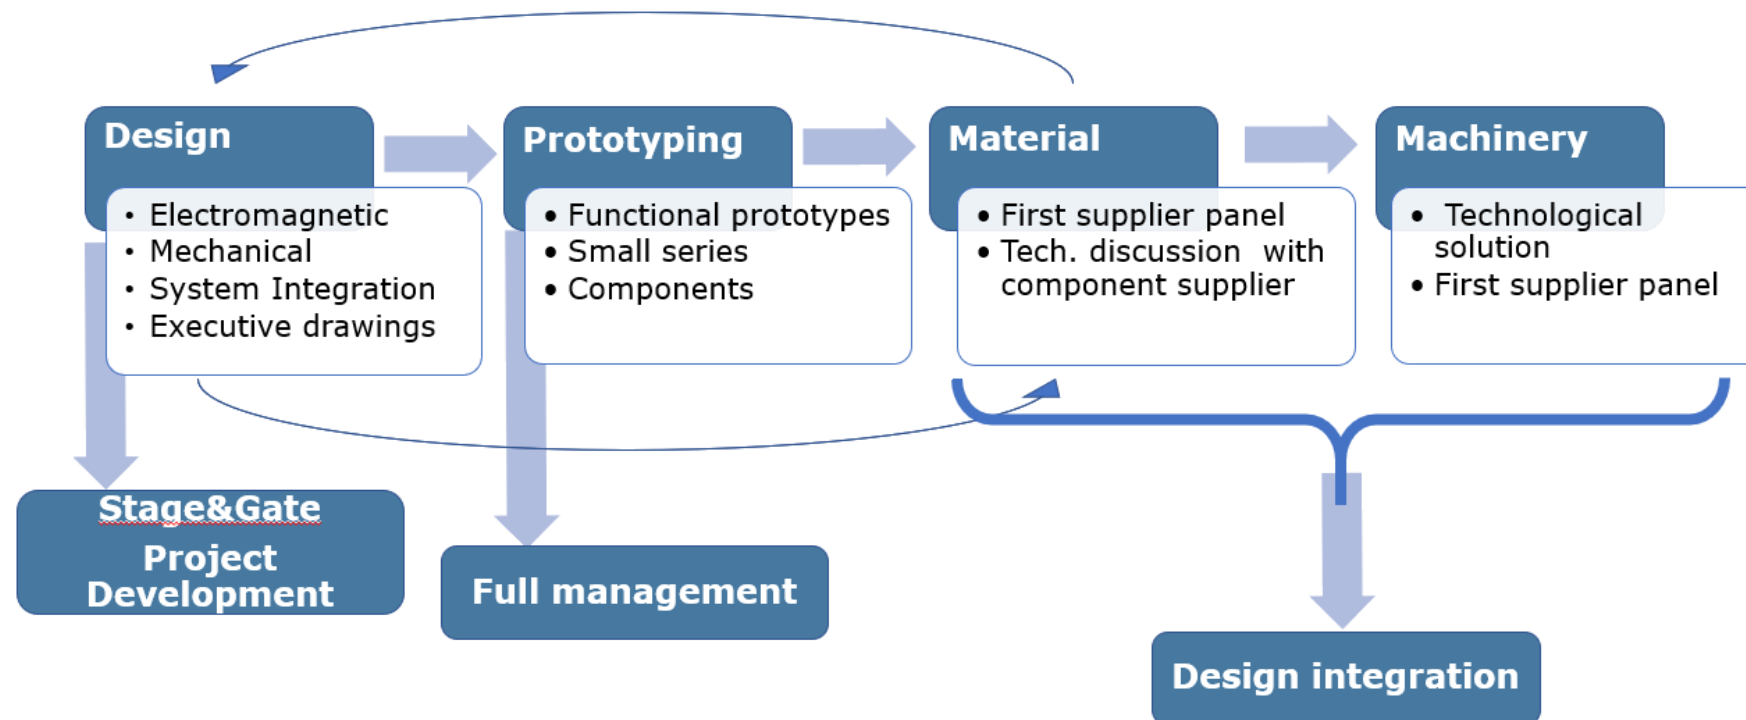 Design
• Electromagnetic
• Mechanical
• System Integration
• Executive drawings
Prototyping
• Functional prototypes
• Small series
• Components
Material
• First supplier panel
• Tech. discussion  with
component supplier
Machinery
• Technological
solution
• First supplier panel
Stage&Gate
Project
Development
Full management
Design integration